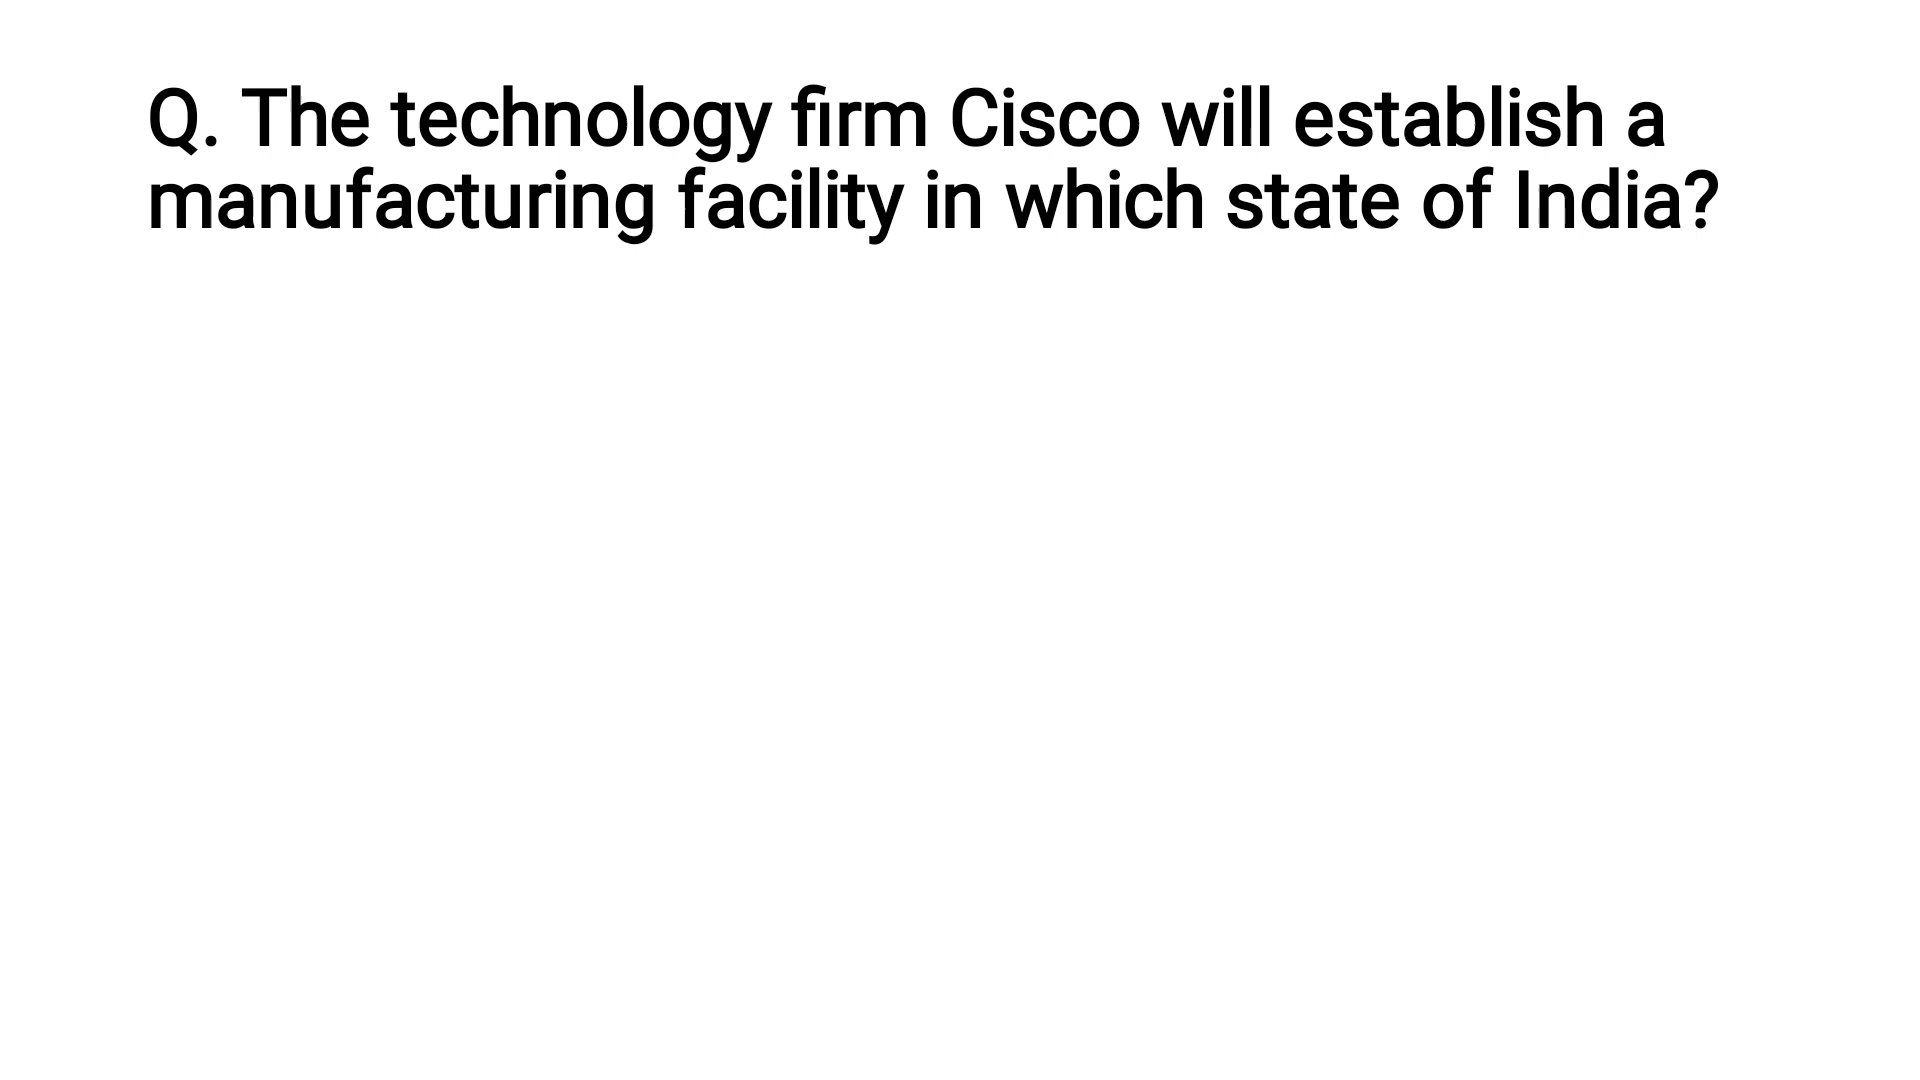 Q. The technology firm Cisco will establish a
manufacturing facility in which state of India?